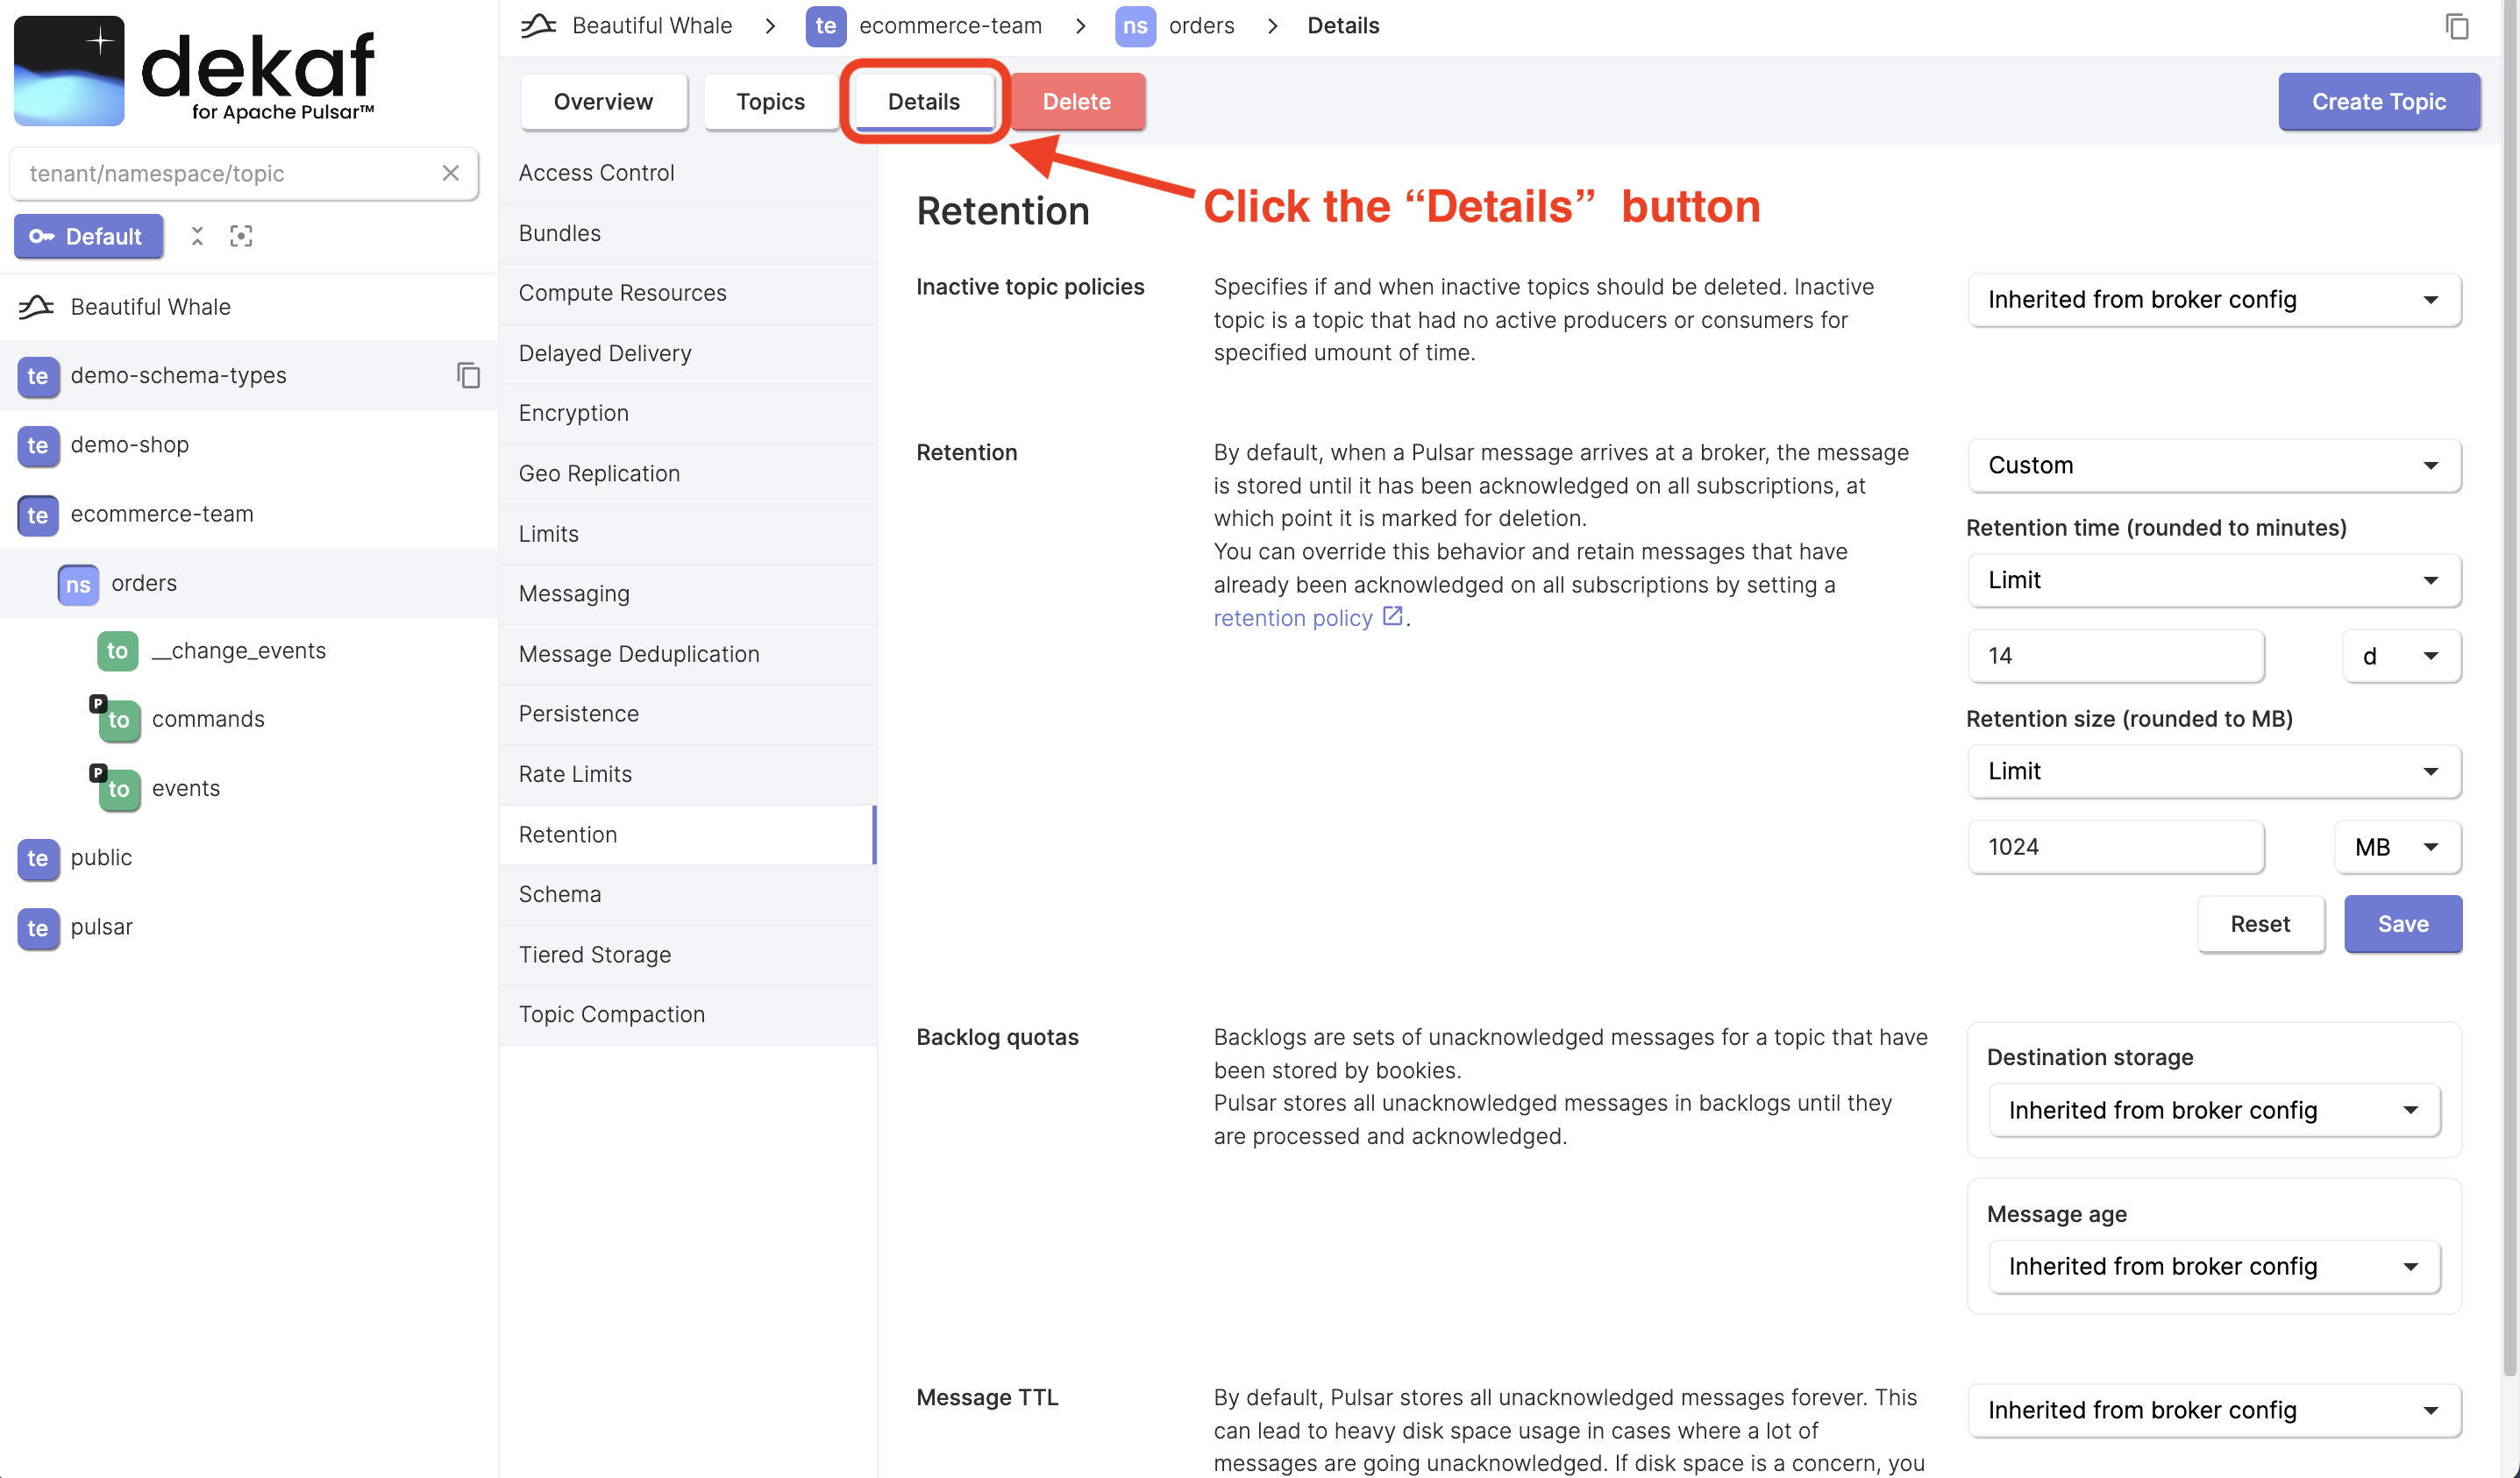 dekaf
for Apache Pulsar™
tenant/namespace/topic
Default
Beautiful Whale
te demo-schema-types
te demo-shop
te ecommerce-team
ns orders
to __change_events
P
to commands
P
to events
te public
te pulsar
Beautiful Whale > te ecommerce-team > ns orders > Details
Overview
Topics
Details
Delete
Create Topic
Click the “Details” button
Access Control
Bundles
Compute Resources
Delayed Delivery
Encryption
Geo Replication
Limits
Messaging
Message Deduplication
Persistence
Rate Limits
Retention
Schema
Tiered Storage
Topic Compaction
Retention
Inactive topic policies
Specifies if and when inactive topics should be deleted. Inactive
topic is a topic that had no active producers or consumers for
specified umount of time.
Inherited from broker config
Retention
By default, when a Pulsar message arrives at a broker, the message
is stored until it has been acknowledged on all subscriptions, at
which point it is marked for deletion.
You can override this behavior and retain messages that have
already been acknowledged on all subscriptions by setting a
retention policy .
Custom
Retention time (rounded to minutes)
Limit
14
d
Retention size (rounded to MB)
Limit
1024
MB
Reset
Save
Backlog quotas
Backlogs are sets of unacknowledged messages for a topic that have
been stored by bookies.
Pulsar stores all unacknowledged messages in backlogs until they
are processed and acknowledged.
Destination storage
Inherited from broker config
Message age
Inherited from broker config
Message TTL
By default, Pulsar stores all unacknowledged messages forever. This
can lead to heavy disk space usage in cases where a lot of
messages are going unacknowledged. If disk space is a concern, you
Inherited from broker config